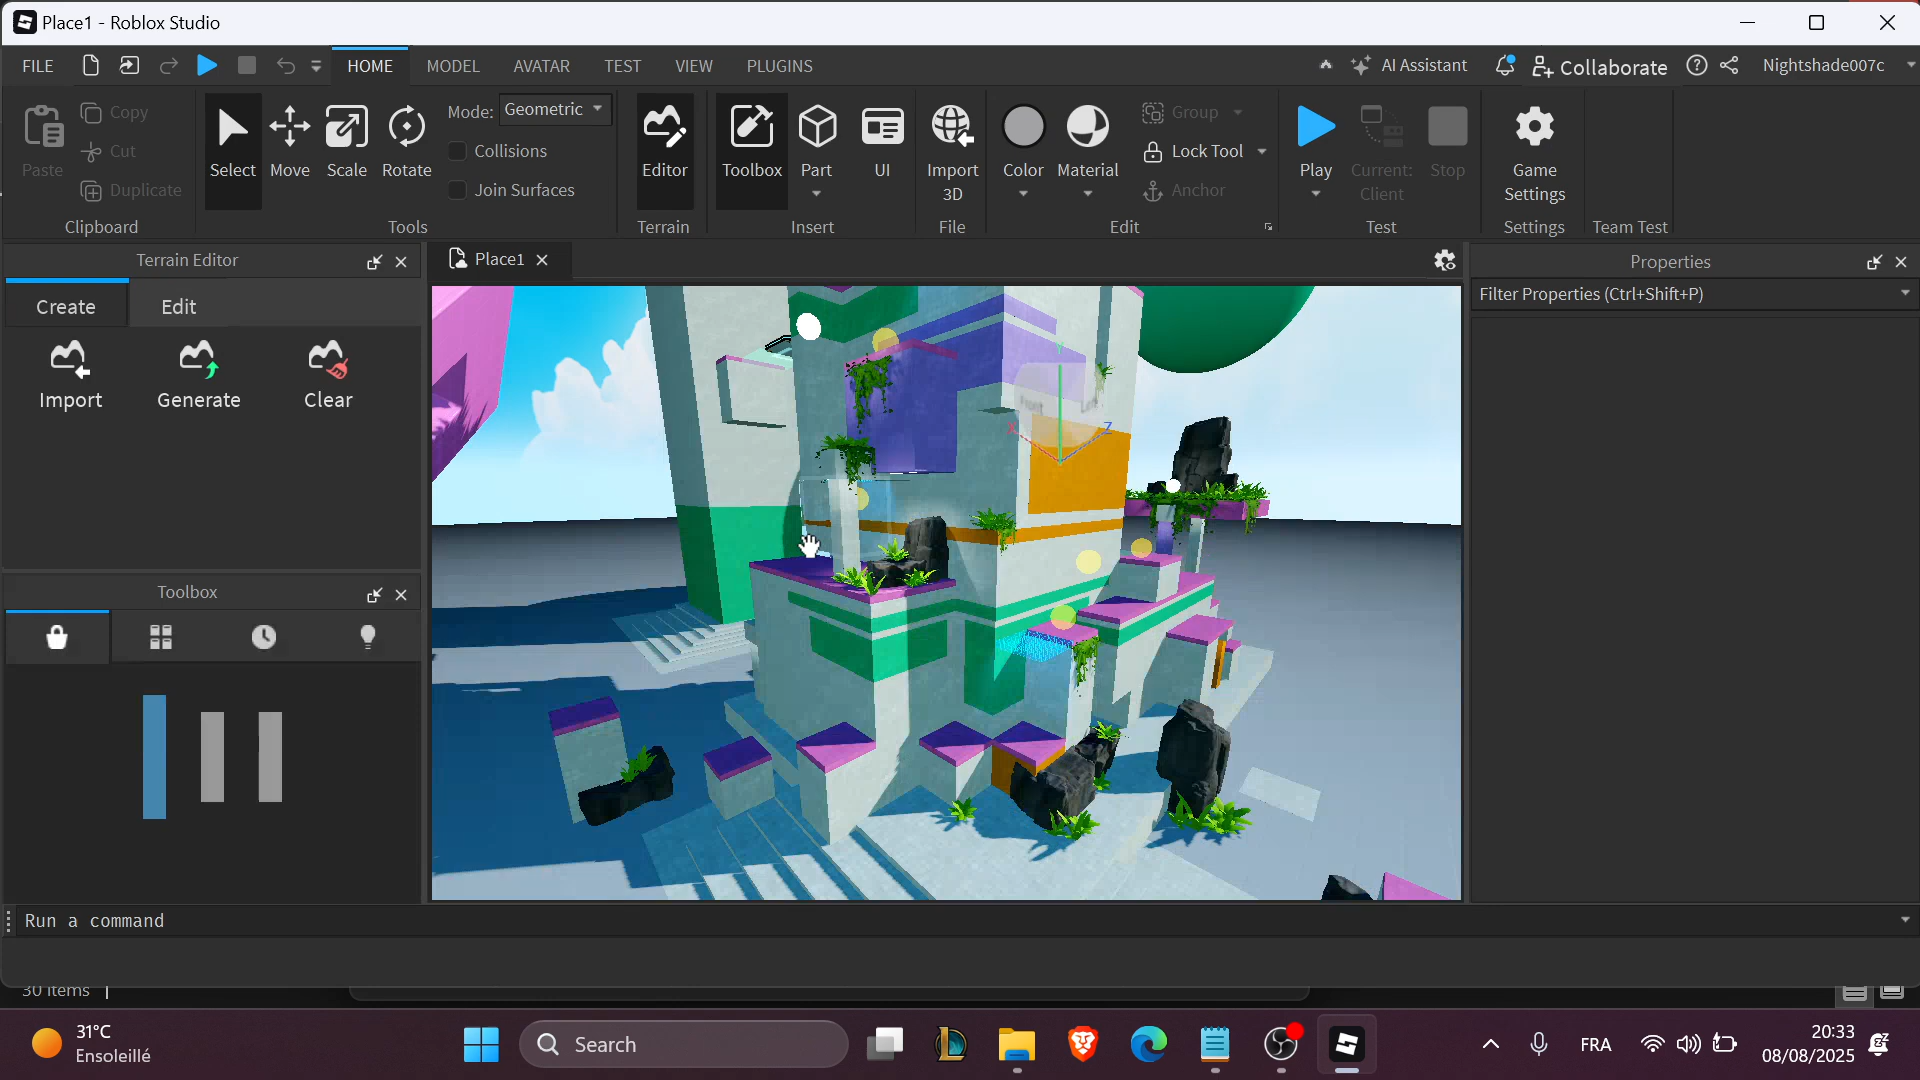 Place1 - Roblox Studio
FILE
HOME
MODEL
AVATAR
TEST
VIEW
PLUGINS
AI Assistant
Collaborate
Nightshade007c
Paste
Copy
Cut
Duplicate
Clipboard
Select
Move
Scale
Rotate
Mode: Geometric
Collisions
Join Surfaces
Tools
Editor
Terrain
Toolbox
Part
UI
Insert
Import
3D
File
Color
Material
Group
Lock Tool
Anchor
Edit
Play
Current:
Client
Stop
Test
Game
Settings
Settings
Team Test
Terrain Editor
Create
Edit
Import
Generate
Clear
Toolbox
Place1
X
Z
Properties
Filter Properties (Ctrl+Shift+P)
Run a command
30 items
31°C
Ensoleillé
Search
FRA
20:33
08/08/2025